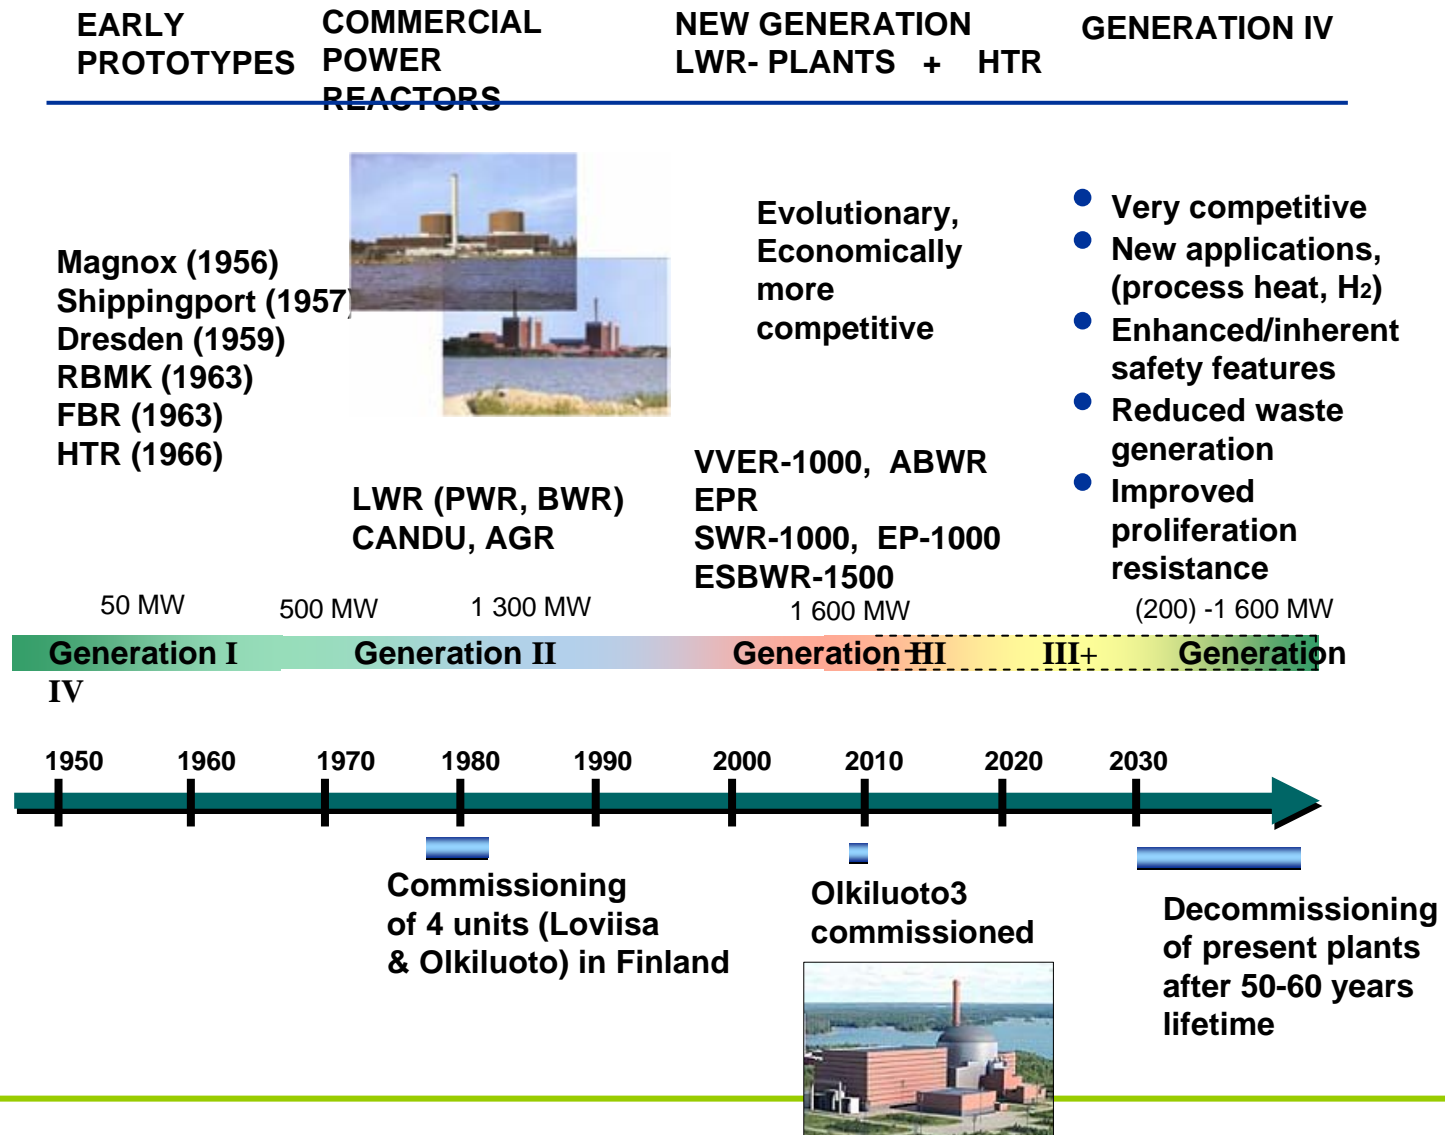 EARLY
PROTOTYPES
COMMERCIAL
POWER
REACTORS
NEW GENERATION
LWR- PLANTS + HTR
GENERATION IV
Magnox (1956)
Shippingport (1957)
Dresden (1959)
RBMK (1963)
FBR (1963)
HTR (1966)
LWR (PWR, BWR)
CANDU, AGR
Evolutionary,
Economically
more
competitive
VVER-1000, ABWR
EPR
SWR-1000, EP-1000
ESBWR-1500
Very competitive
New applications,
(process heat, H2)
Enhanced/inherent
safety features
Reduced waste
generation
Improved
proliferation
resistance
50 MW
500 MW
1 300 MW
1 600 MW
(200) -1 600 MW
Generation I
Generation II
Generation III
III+
Generation
IV
1950 1960 1970 1980 1990 2000 2010 2020 2030
Commissioning
of 4 units (Loviisa
& Olkiluoto) in Finland
Olkiluoto3
commissioned
Decommissioning
of present plants
after 50-60 years
lifetime